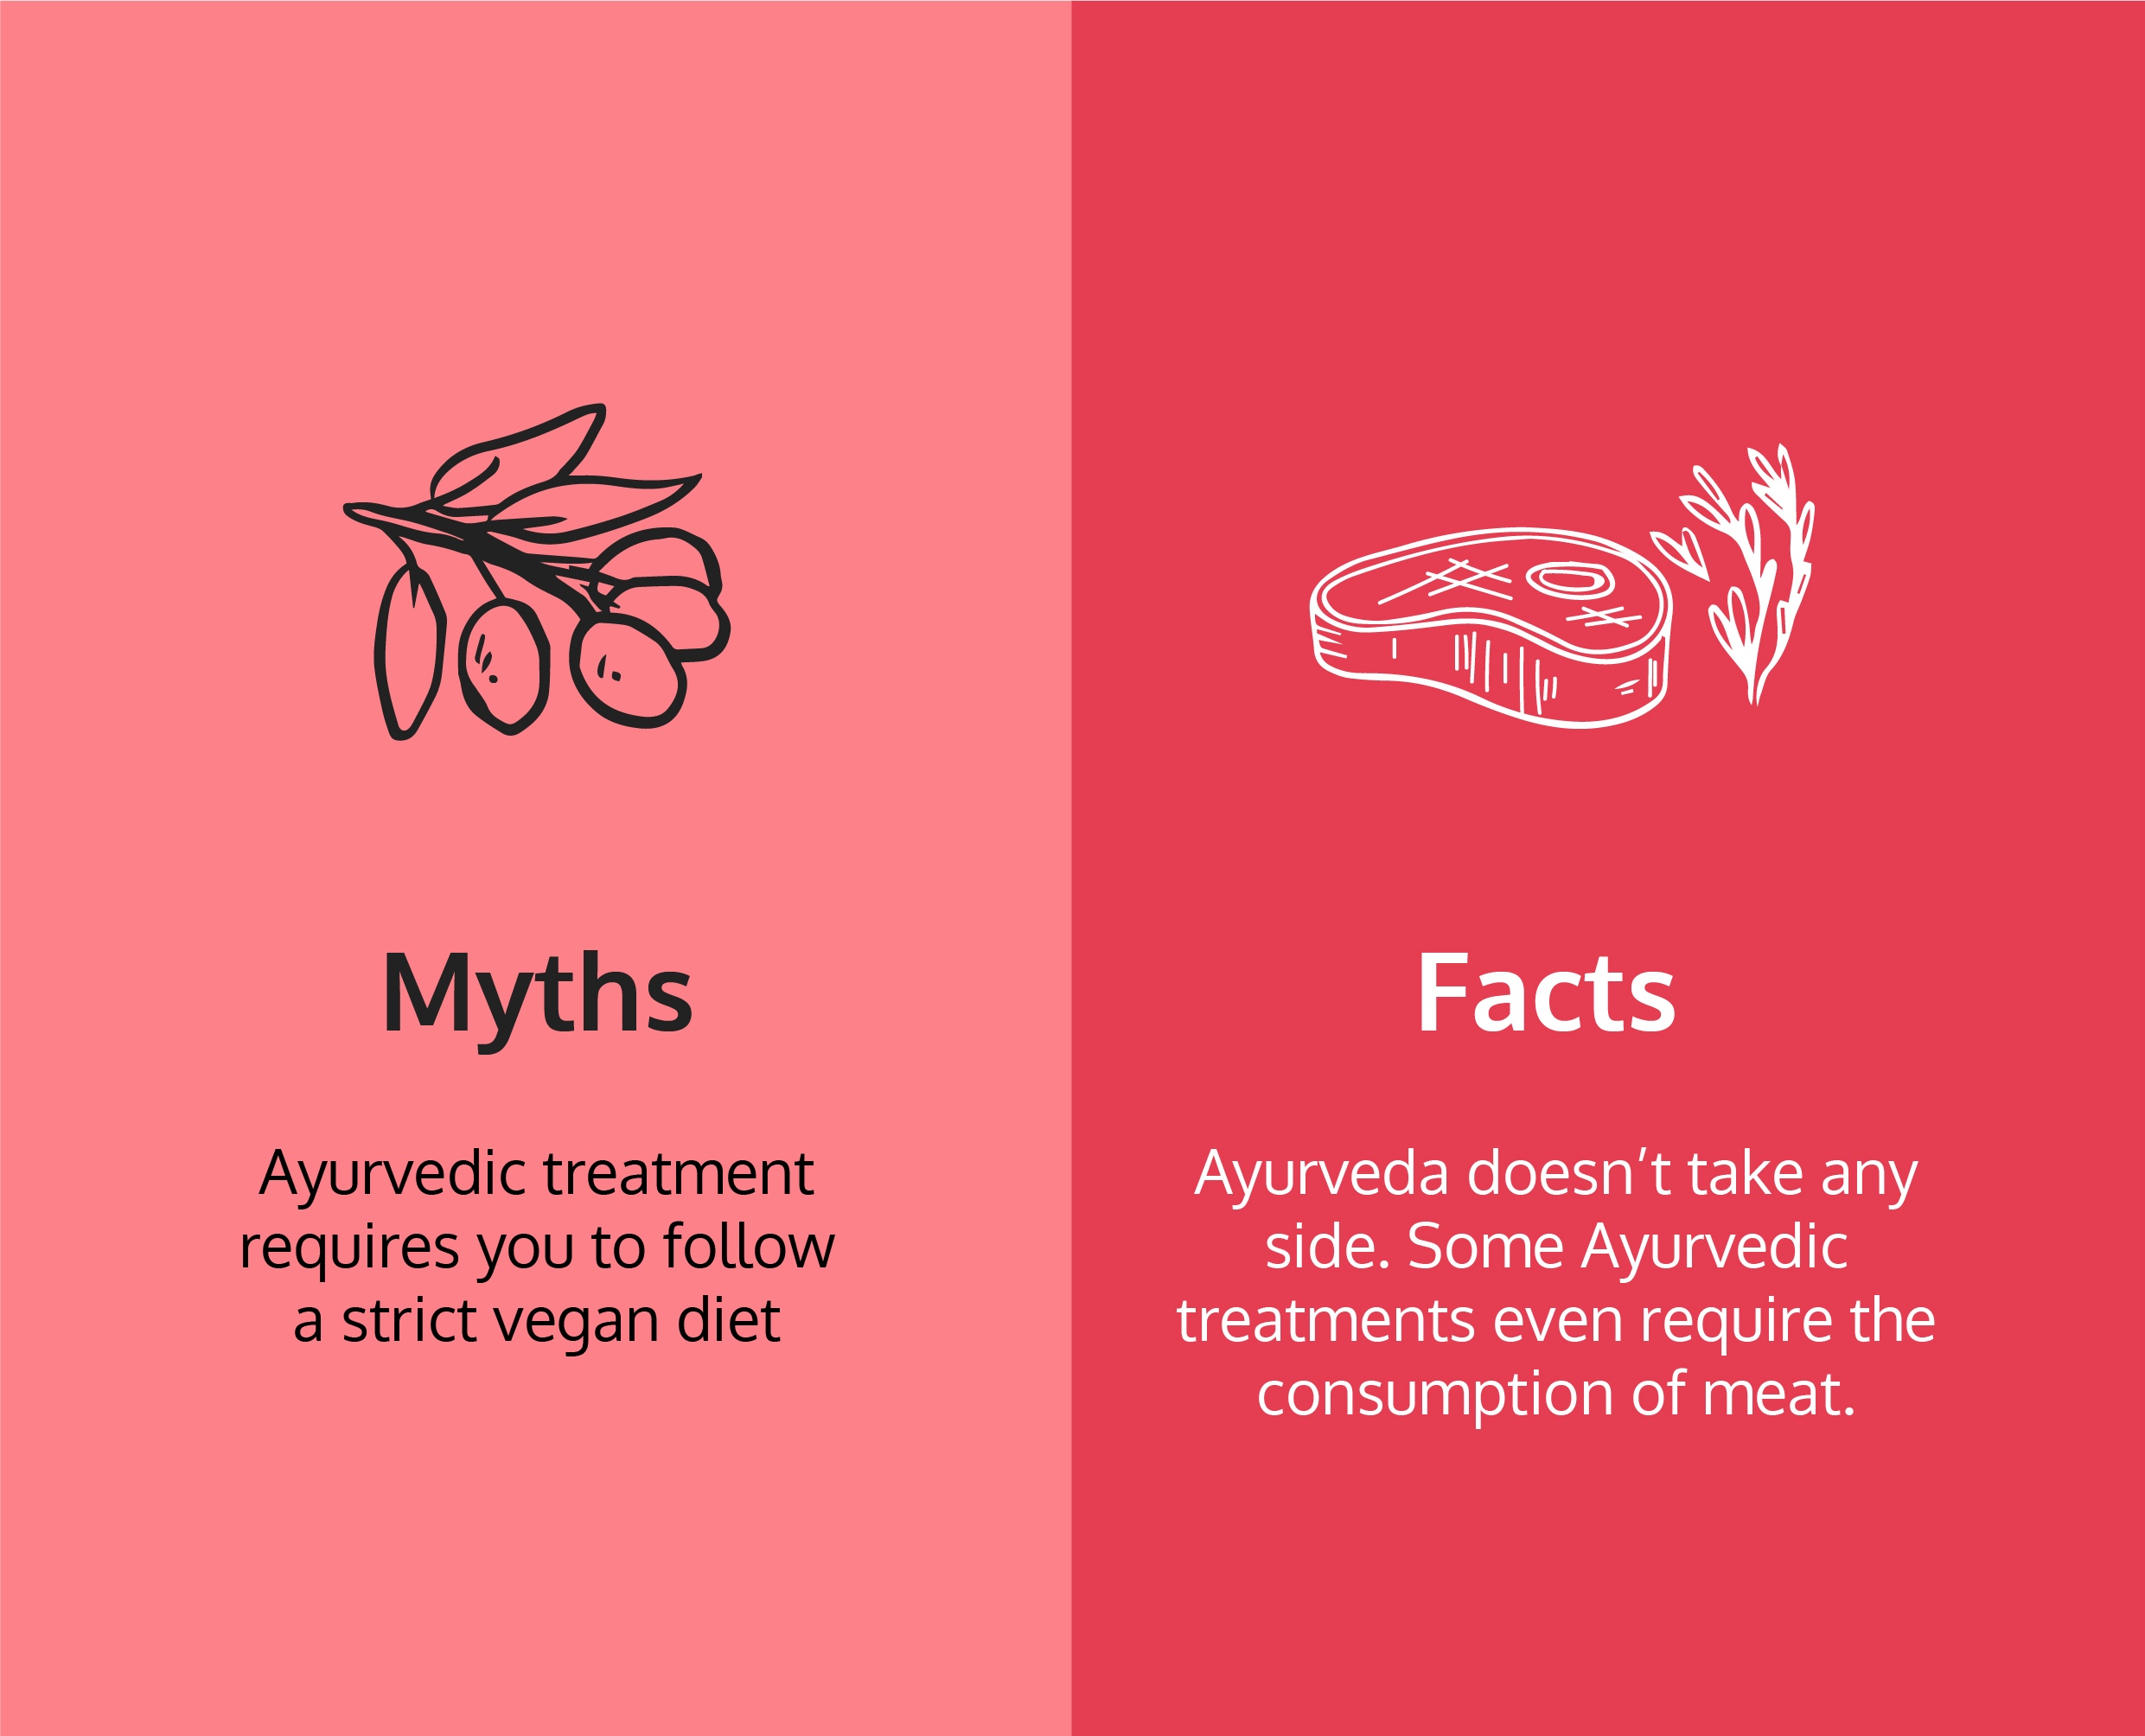 Myths
Ayurvedic treatment
requires you to follow
a strict vegan diet
Facts
Ayurveda doesn’t take any
side. Some Ayurvedic
treatments even require the
consumption of meat.